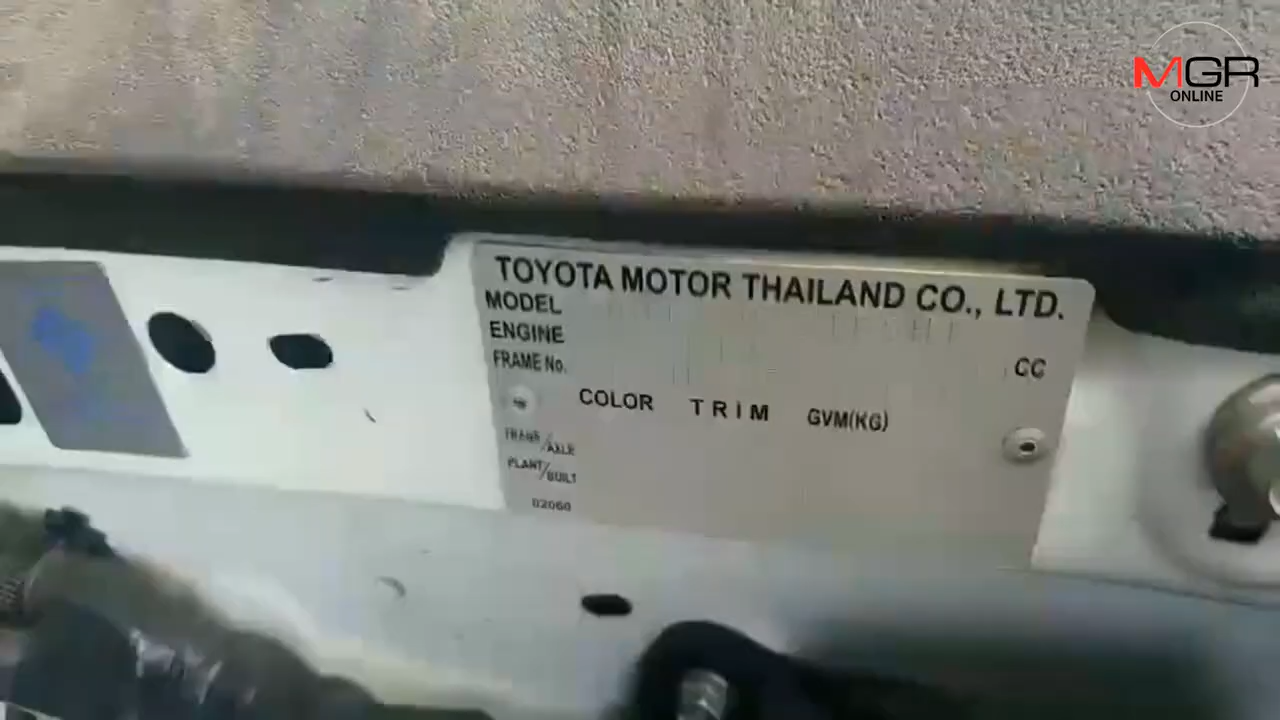 MGR
ONLINE
TOYOTA MOTOR THAILAND CO., LTD.
MODEL
ENGINE
FRAME No. CC
COLOR TRIM GVM(KG)
TRANS/AXLE
PLANT/BUILT
02060